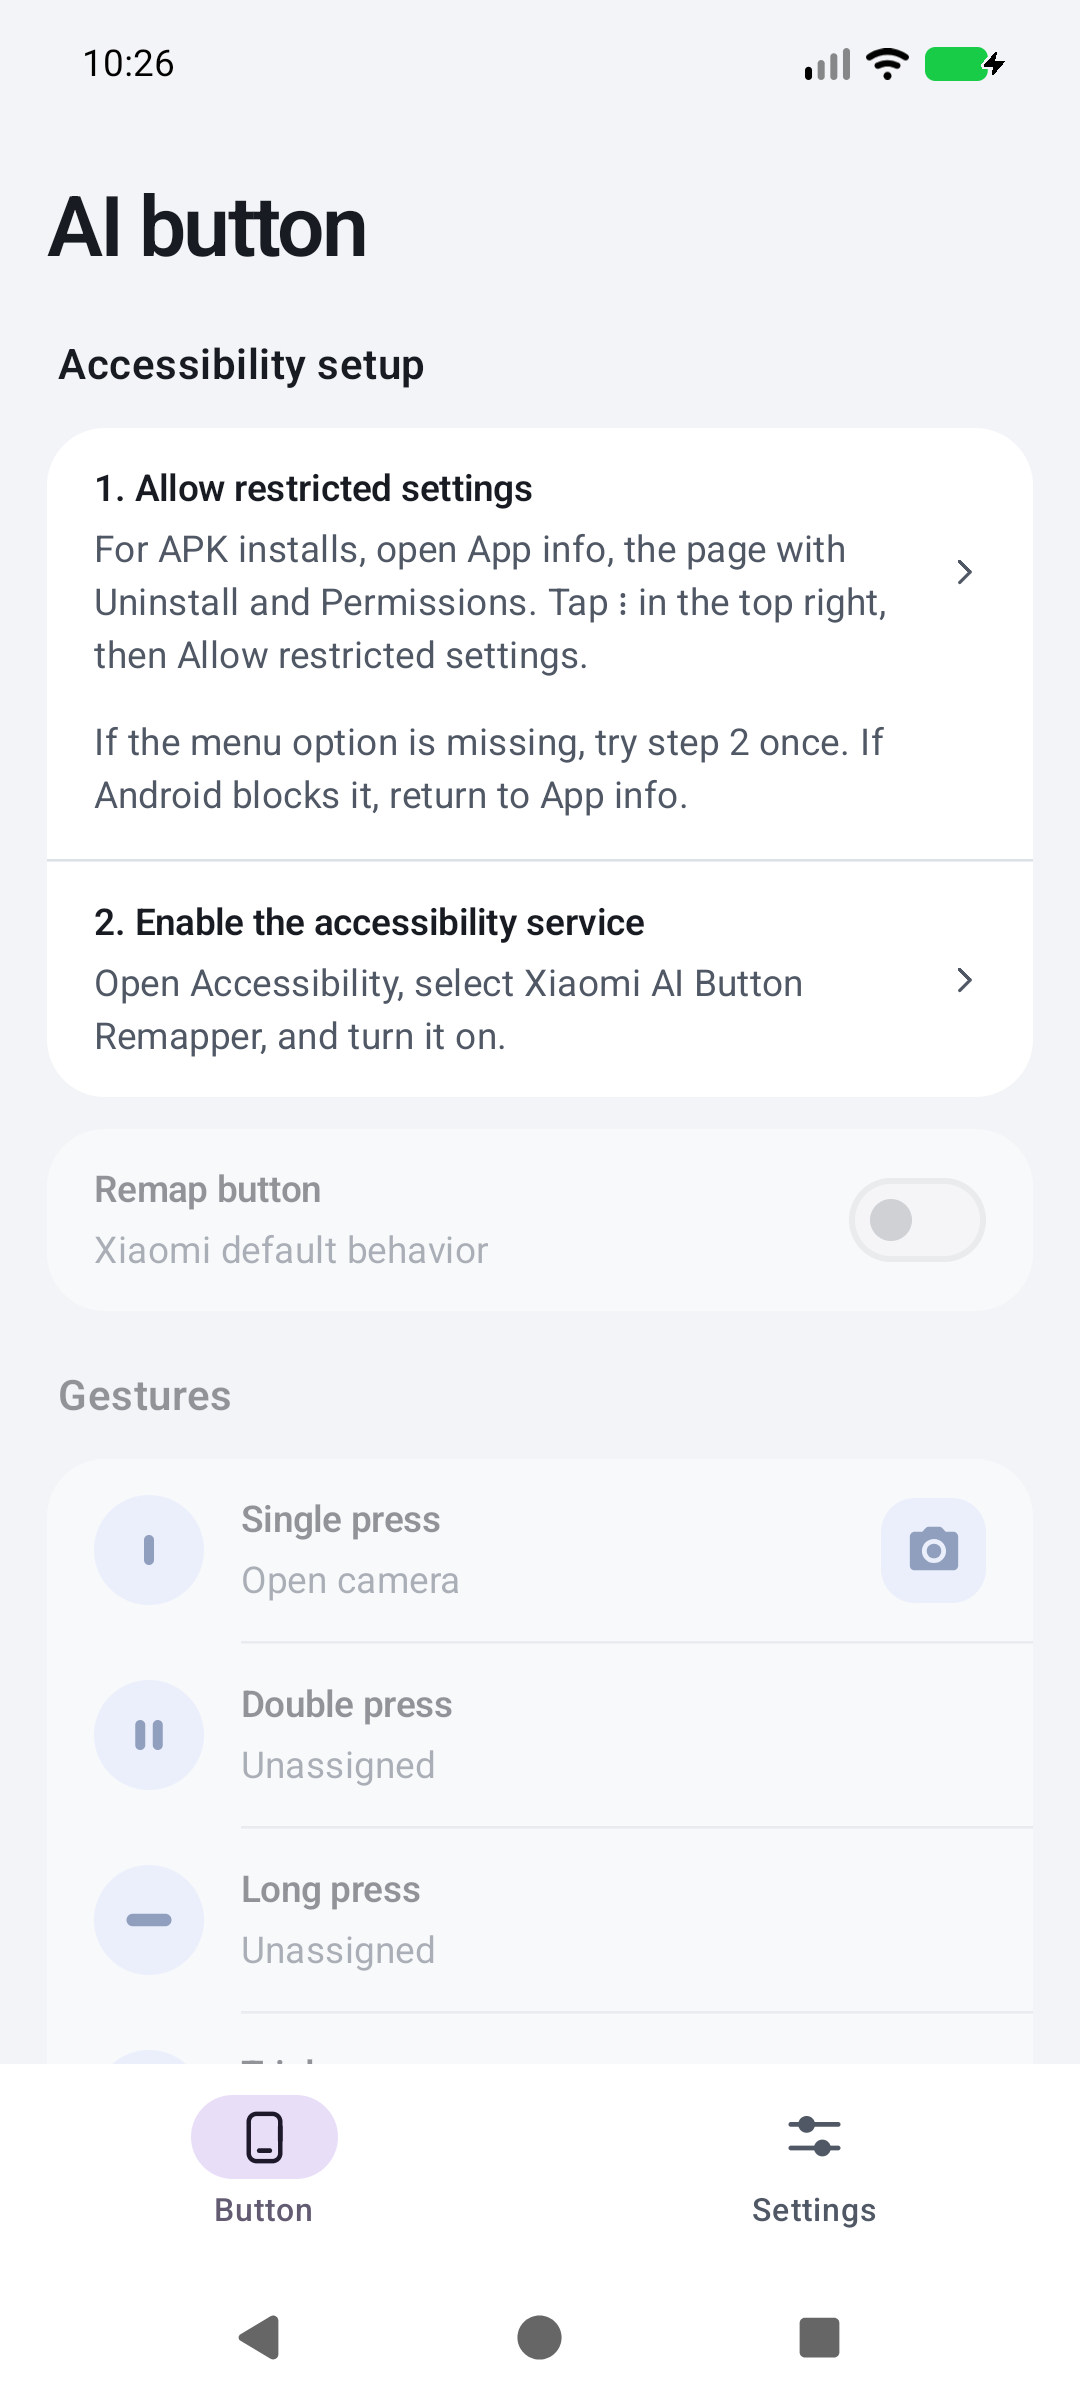 10:26
AI button
Accessibility setup
1. Allow restricted settings
For APK installs, open App info, the page with
Uninstall and Permissions. Tap ⋮ in the top right,
then Allow restricted settings.
If the menu option is missing, try step 2 once. If
Android blocks it, return to App info.
2. Enable the accessibility service
Open Accessibility, select Xiaomi AI Button
Remapper, and turn it on.
Remap button
Xiaomi default behavior
Gestures
Single press
Open camera
Double press
Unassigned
Long press
Unassigned
Button
Settings